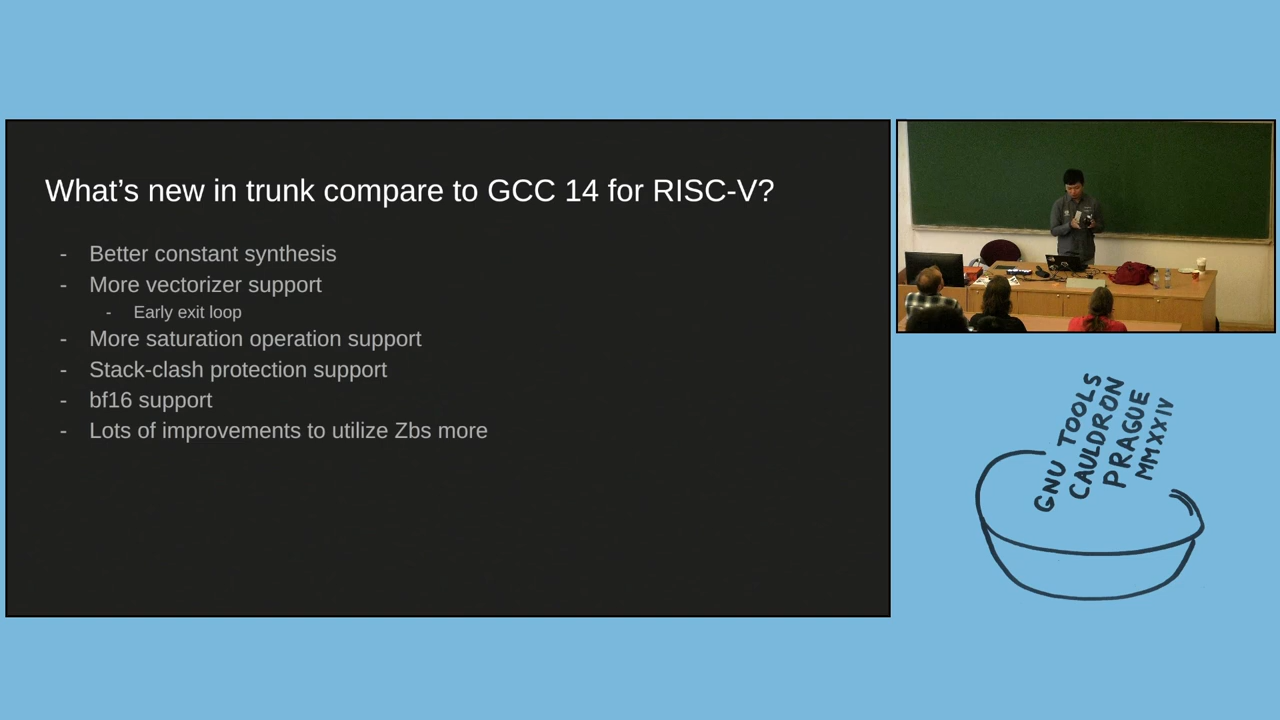 What's new in trunk compare to GCC 14 for RISC-V?
- Better constant synthesis
- More vectorizer support
- Early exit loop
- More saturation operation support
- Stack-clash protection support
- bf16 support
- Lots of improvements to utilize Zbs more
GNU TOOLS
CAULDRON
PRAGUE
MMXXIV